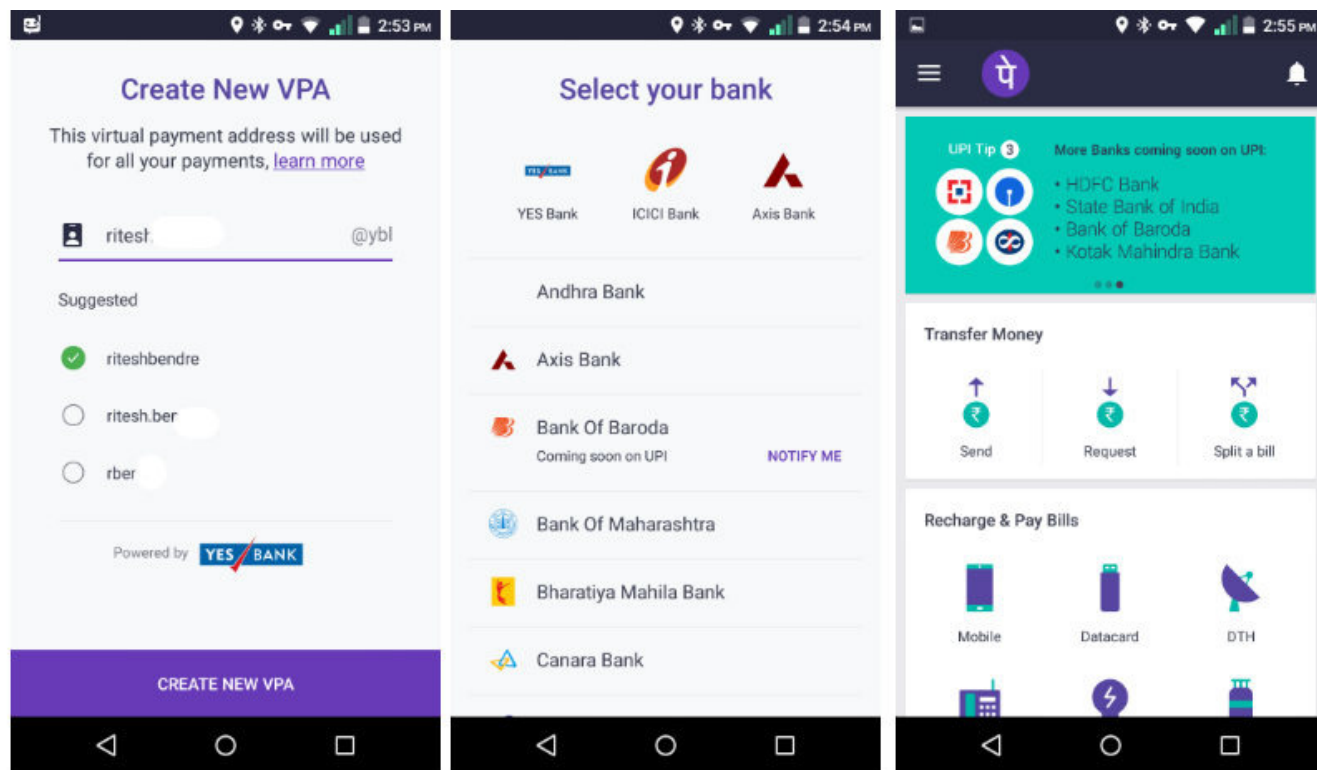 2:53 PM
Create New VPA
This virtual payment address will be used
for all your payments, learn more
@ybl
Suggested
riteshbendre
ritesh.ber
rber
Powered by YES BANK
CREATE NEW VPA
2:54 PM
Select your bank
YES BANK
YES Bank ICICI Bank Axis Bank
Andhra Bank
Axis Bank
Bank Of Baroda
Coming soon on UPI NOTIFY ME
Bank Of Maharashtra
Bharatiya Mahila Bank
Canara Bank
2:55 PM
पे
UPI Tip 3
More Banks coming soon on UPI:
• HDFC Bank
• State Bank of India
• Bank of Baroda
• Kotak Mahindra Bank
Transfer Money
Send Request Split a bill
Recharge & Pay Bills
Mobile Datacard DTH